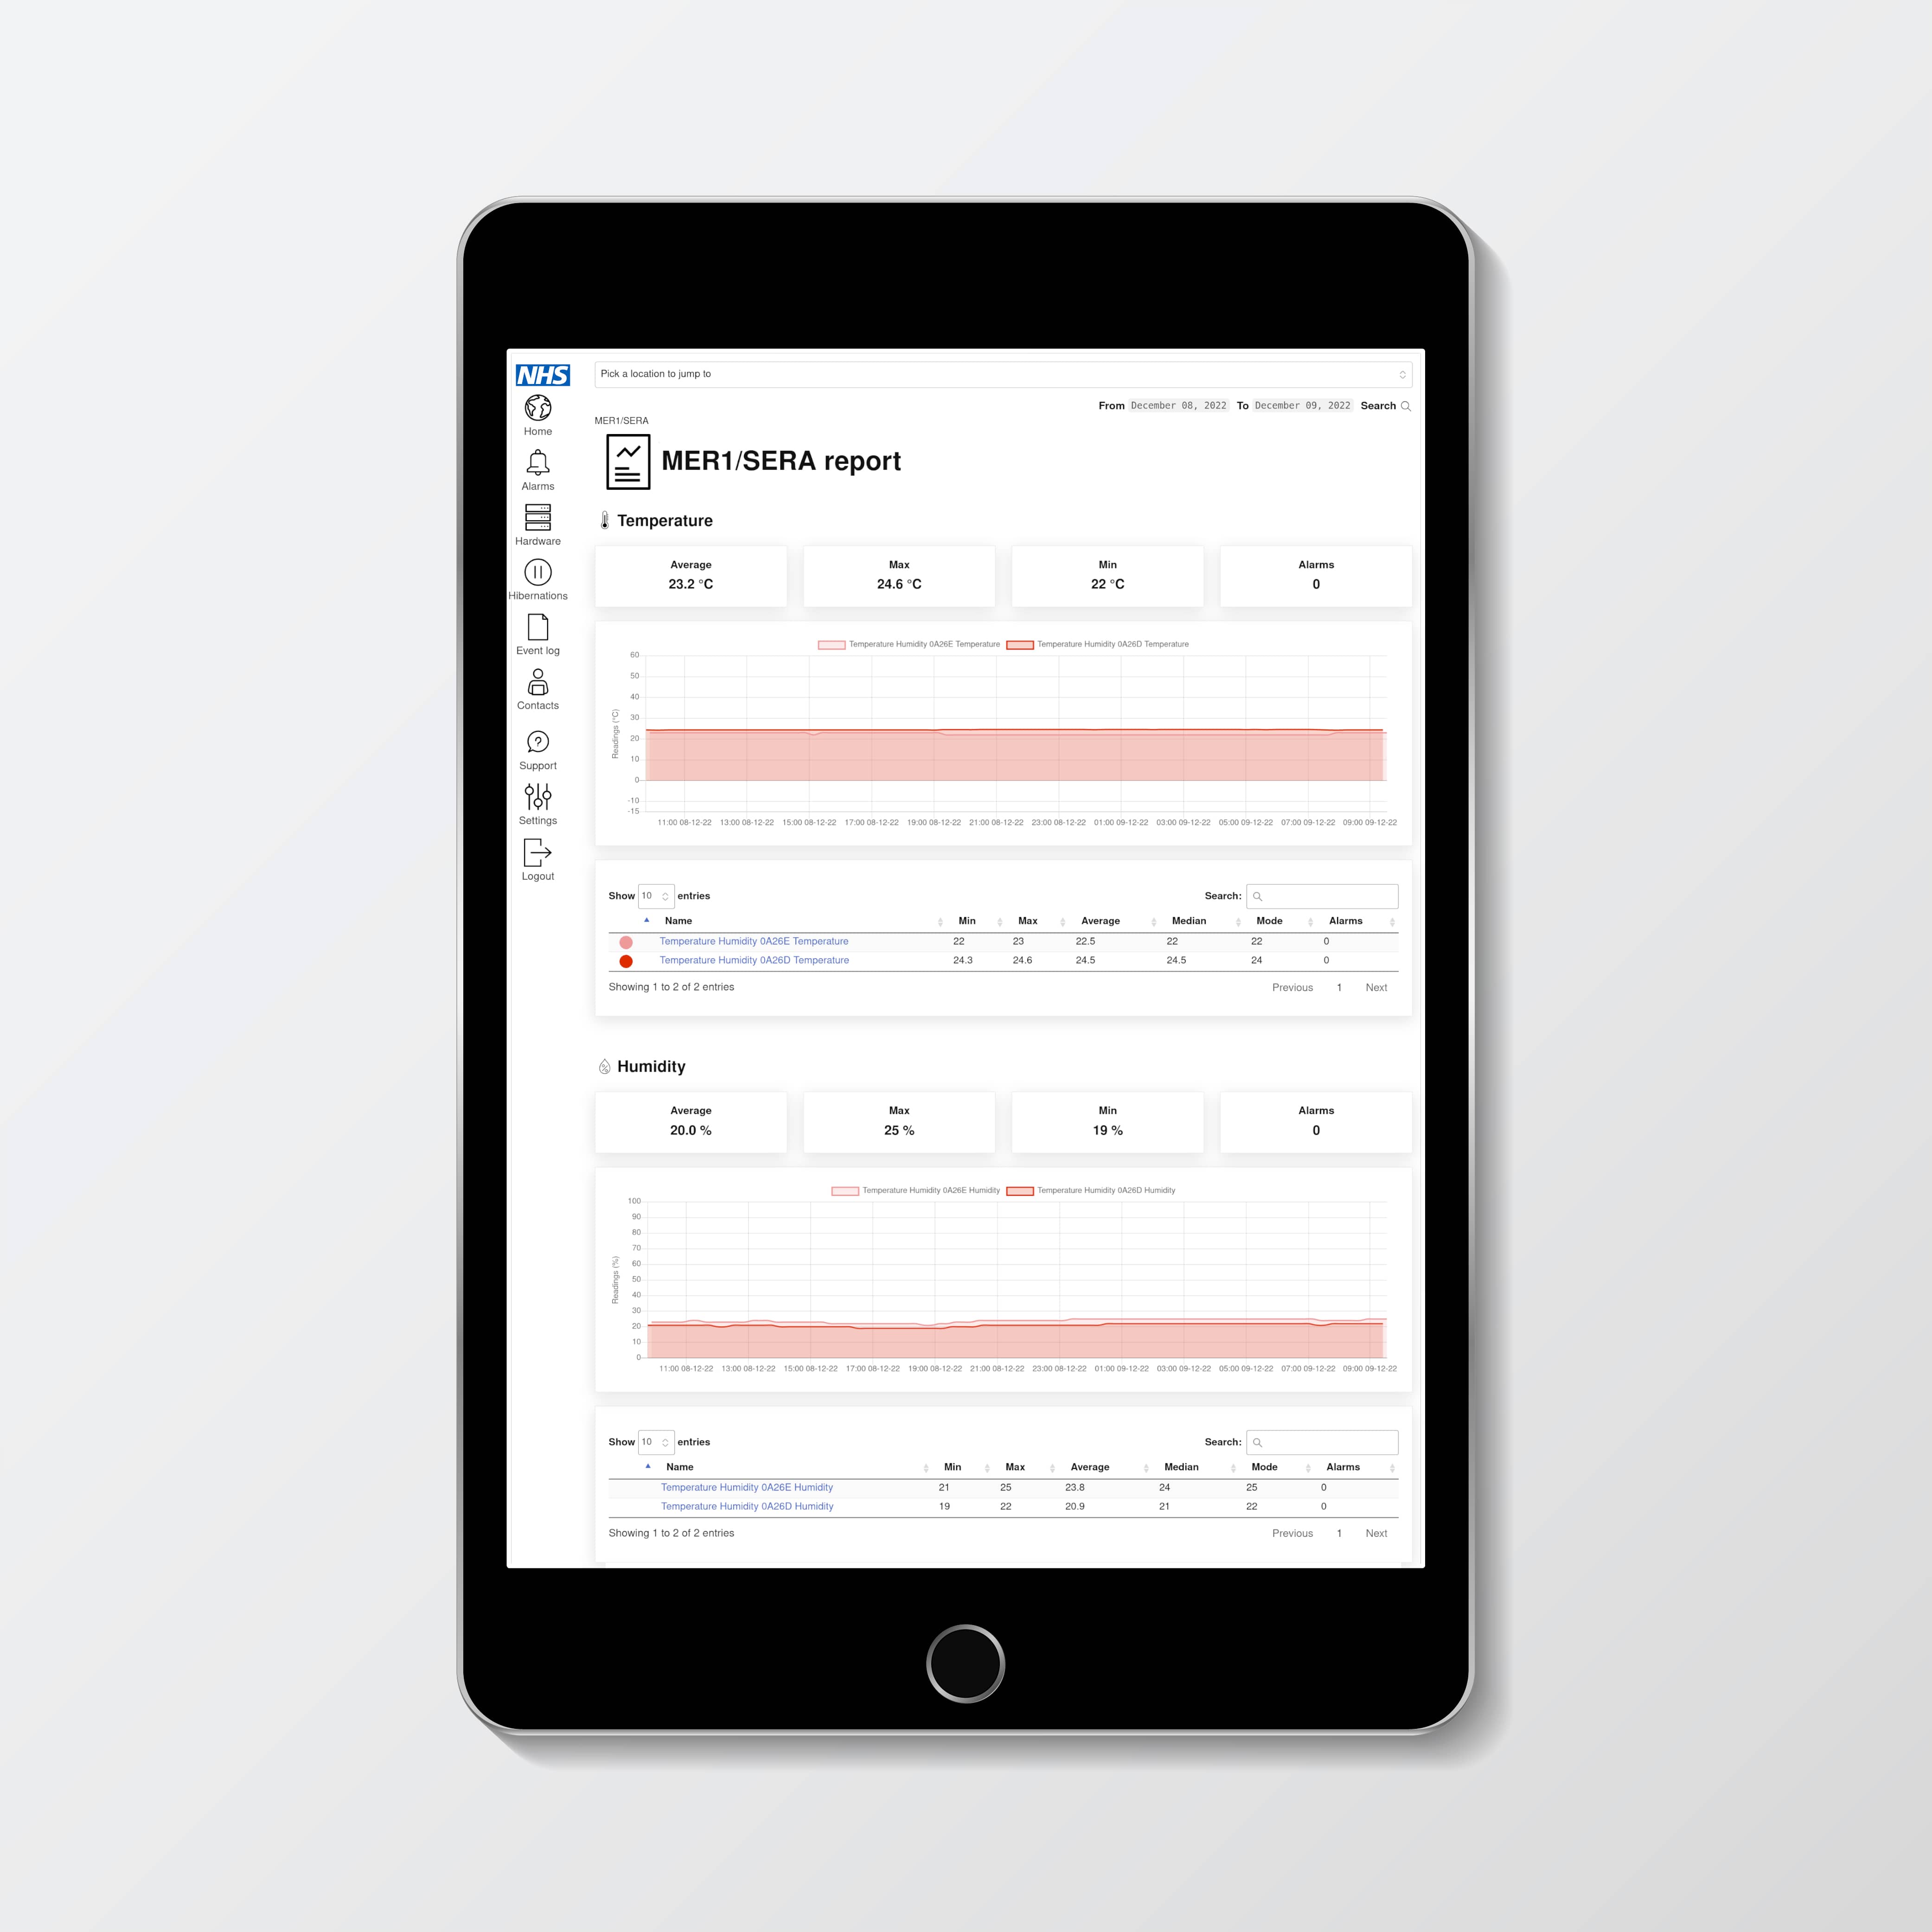 NHS
Home
Alarms
Hardware
Hibernations
Event log
Contacts
Support
Settings
Logout
Pick a location to jump to
From December 08, 2022 To December 09, 2022 Search
MER1/SERA
MER1/SERA report
Temperature
Average Max Min Alarms
23.2 °C 24.6 °C 22 °C 0
Temperature Humidity 0A26E Temperature Temperature Humidity 0A26D Temperature
Readings (°C)
60
50
40
30
20
10
0
-10
-15
11:00 08-12-22 13:00 08-12-22 15:00 08-12-22 17:00 08-12-22 19:00 08-12-22 21:00 08-12-22 23:00 08-12-22 01:00 09-12-22 03:00 09-12-22 05:00 09-12-22 07:00 09-12-22 09:00 09-12-22
Show 10 entries Search:
Name Min Max Average Median Mode Alarms
Temperature Humidity 0A26E Temperature 22 23 22.5 22 22 0
Temperature Humidity 0A26D Temperature 24.3 24.6 24.5 24.5 24 0
Showing 1 to 2 of 2 entries Previous 1 Next
Humidity
Average Max Min Alarms
20.0 % 25 % 19 % 0
Temperature Humidity 0A26E Humidity Temperature Humidity 0A26D Humidity
Readings (%)
100
90
80
70
60
50
40
30
20
10
0
11:00 08-12-22 13:00 08-12-22 15:00 08-12-22 17:00 08-12-22 19:00 08-12-22 21:00 08-12-22 23:00 08-12-22 01:00 09-12-22 03:00 09-12-22 05:00 09-12-22 07:00 09-12-22 09:00 09-12-22
Show 10 entries Search:
Name Min Max Average Median Mode Alarms
Temperature Humidity 0A26E Humidity 21 25 23.8 24 25 0
Temperature Humidity 0A26D Humidity 19 22 20.9 21 22 0
Showing 1 to 2 of 2 entries Previous 1 Next